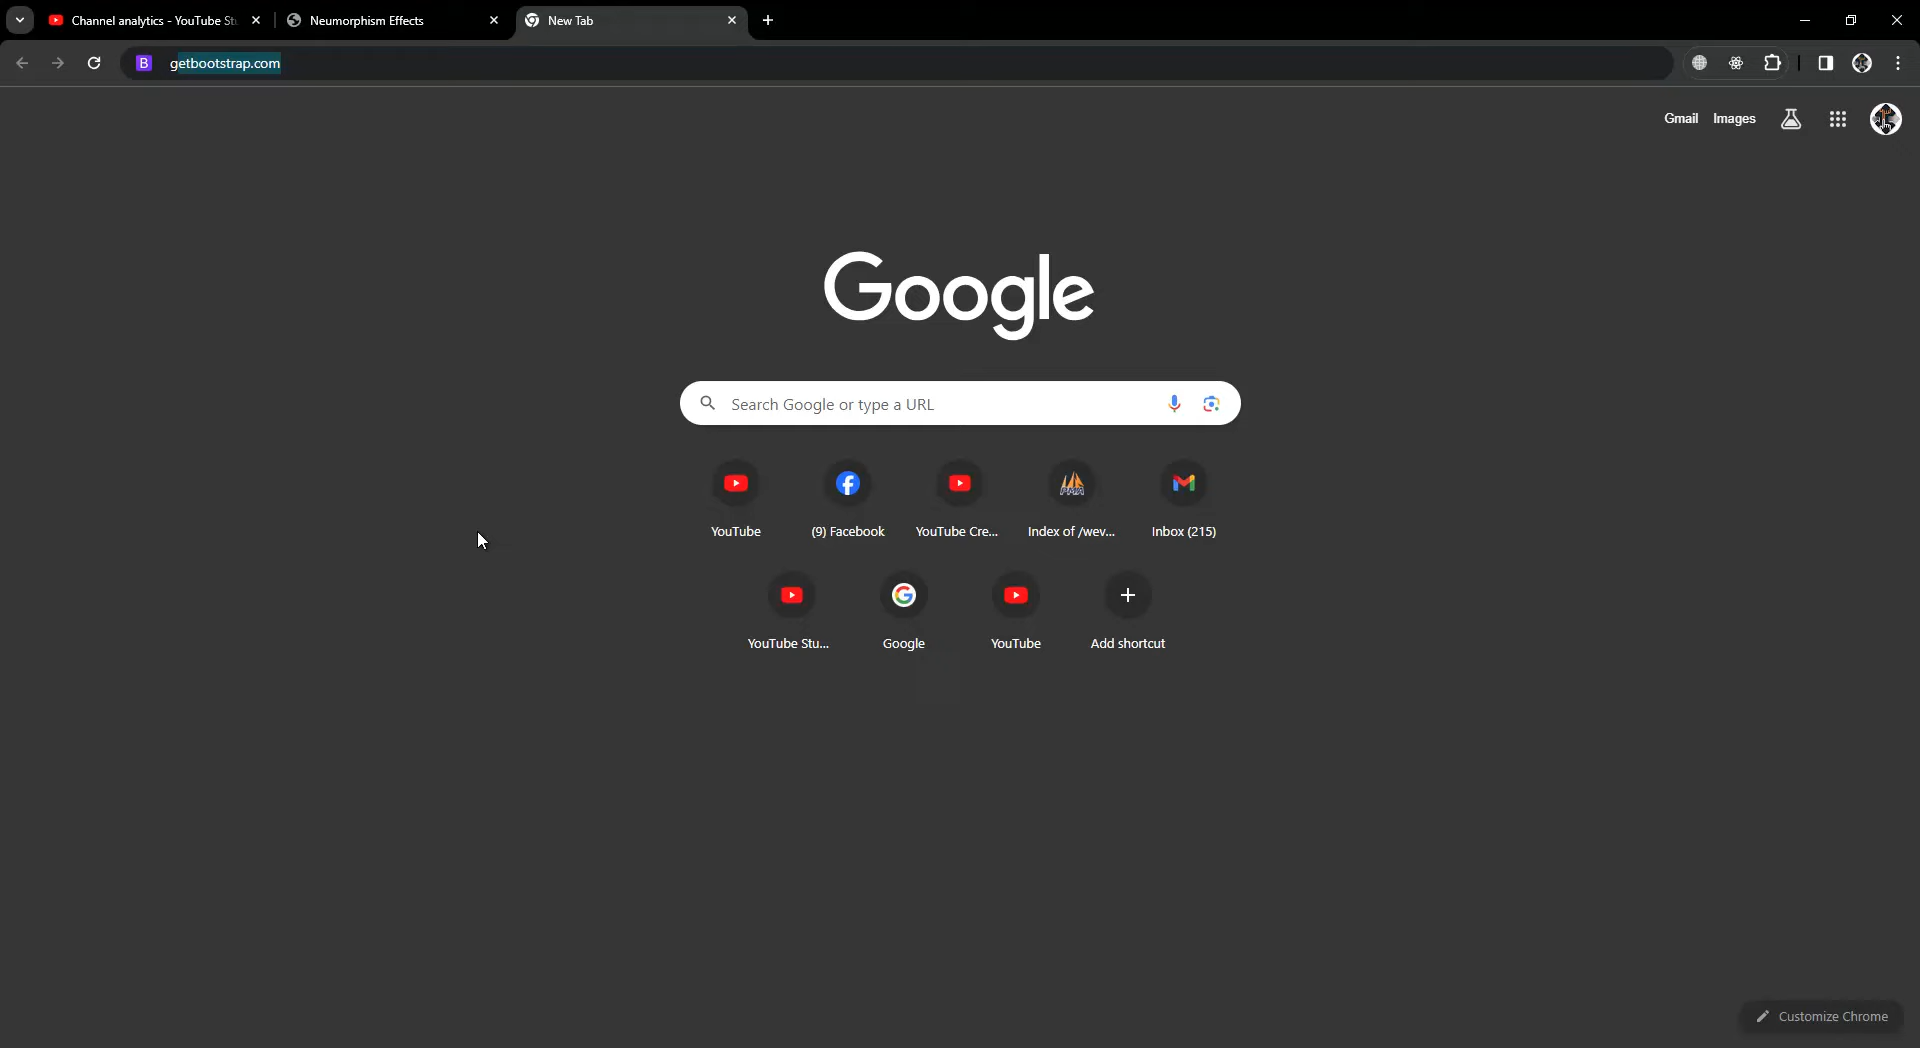 Channel analytics - YouTube St
Neumorphism Effects
New Tab
getbootstrap.com
Gmail
Images
Google
Search Google or type a URL
YouTube
(9) Facebook
YouTube Cre...
Index of /wev...
Inbox (215)
YouTube Stu...
Google
YouTube
Add shortcut
Customize Chrome